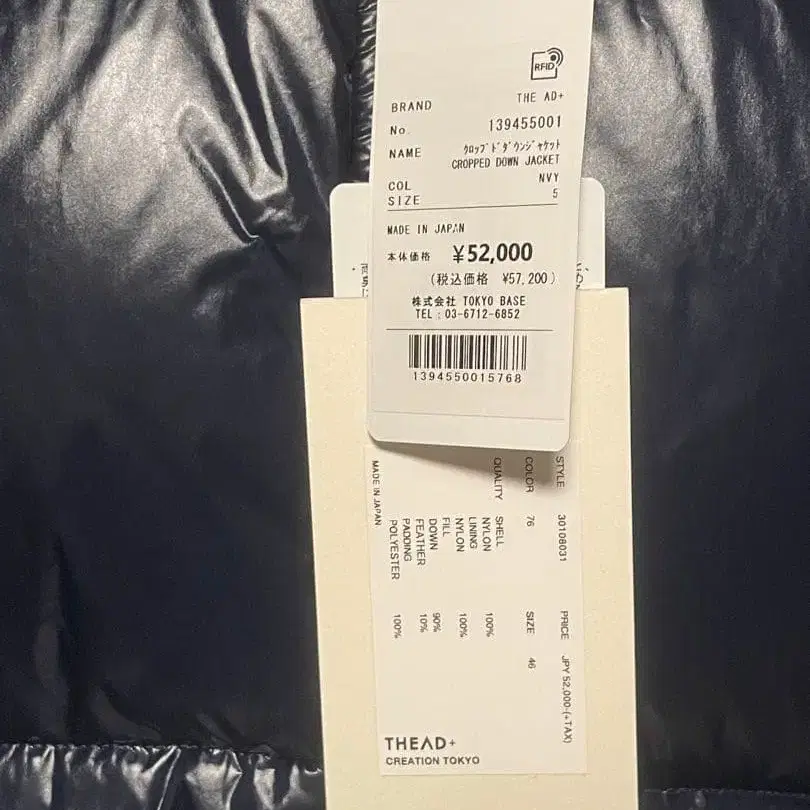 RFID
BRAND THE AD+
No. 139455001
NAME ｸﾛｯﾌﾟﾄﾞﾀﾞｳﾝｼﾞｬｹｯﾄ
CROPPED DOWN JACKET
COL NVY
SIZE 5
MADE IN JAPAN
本体価格 ¥52,000
(税込価格 ¥57,200)
株式会社 TOKYO BASE
TEL:03-6712-6852
1394550015768
STYLE 30108031 PRICE JPY 52,000-(+TAX)
COLOR 76 SIZE 46
QUALITY SHELL
NYLON 100%
LINING
NYLON 100%
FILL
DOWN 90%
FEATHER 10%
PADDING
POLYESTER 100%
MADE IN JAPAN
THEAD+
CREATION TOKYO